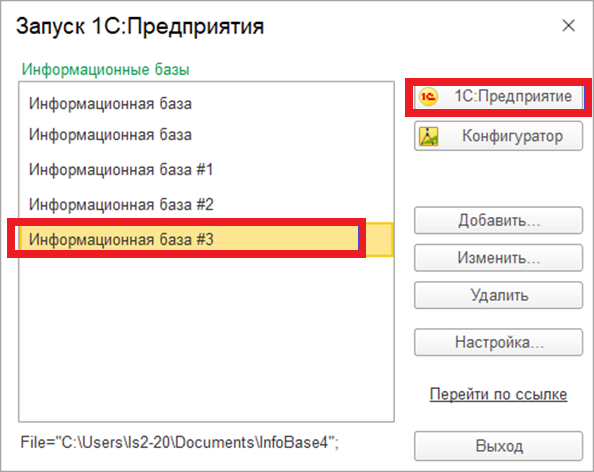 Запуск 1С:Предприятия
Информационные базы
Информационная база
Информационная база
Информационная база #1
Информационная база #2
Информационная база #3
1С:Предприятие
Конфигуратор
Добавить...
Изменить...
Удалить
Настройка...
Перейти по ссылке
File="C:\Users\Is2-20\Documents\InfoBase4";
Выход